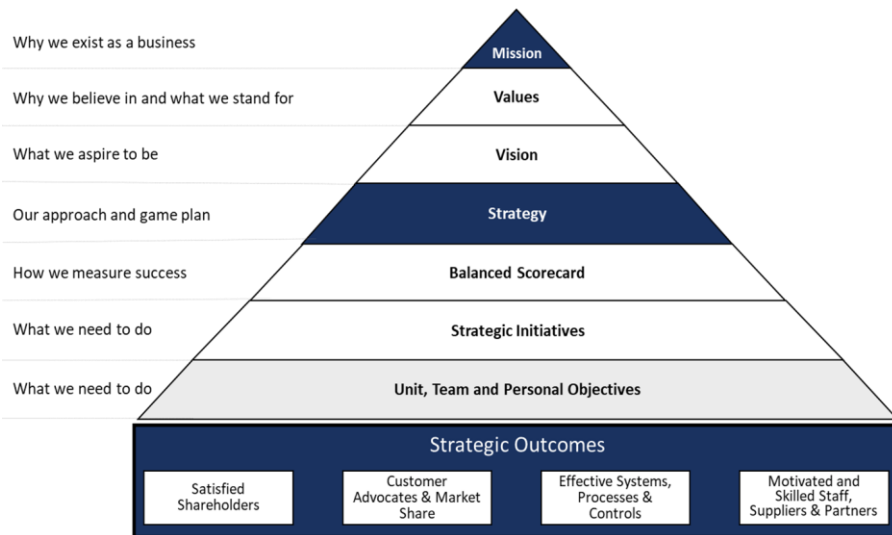 Why we exist as a business
Mission
Why we believe in and what we stand for
Values
What we aspire to be
Vision
Our approach and game plan
Strategy
How we measure success
Balanced Scorecard
What we need to do
Strategic Initiatives
What we need to do
Unit, Team and Personal Objectives
Strategic Outcomes
Satisfied
Shareholders
Customer
Advocates & Market
Share
Effective Systems,
Processes &
Controls
Motivated and
Skilled Staff,
Suppliers & Partners